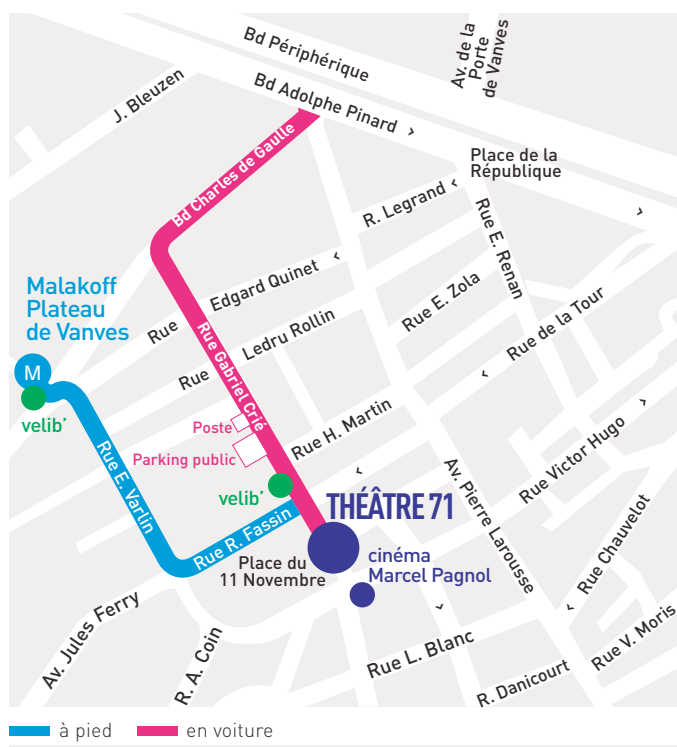 Bd Périphérique
Av. de la
Porte
de Vanves
J. Bleuzen
Bd Adolphe Pinard
Bd Charles de Gaulle
Place de la
République
R. Legrand
Rue E. Renan
Malakoff
Plateau
de Vanves
Rue Edgard Quinet
Rue E. Zola
Rue de la Tour
Rue Ledru Rollin
Rue Gabriel Crié
M
velib’
Poste
Parking public
Rue H. Martin
Rue Victor Hugo
Rue E. Varlin
velib’
THÉÂTRE 71
Av. Pierre Larousse
Rue Chauvelot
Rue R. Fassin
Place du
11 Novembre
cinéma
Marcel Pagnol
Av. Jules Ferry
R. A. Coin
Rue L. Blanc
R. Danicourt
Rue V. Moris
à pied
en voiture